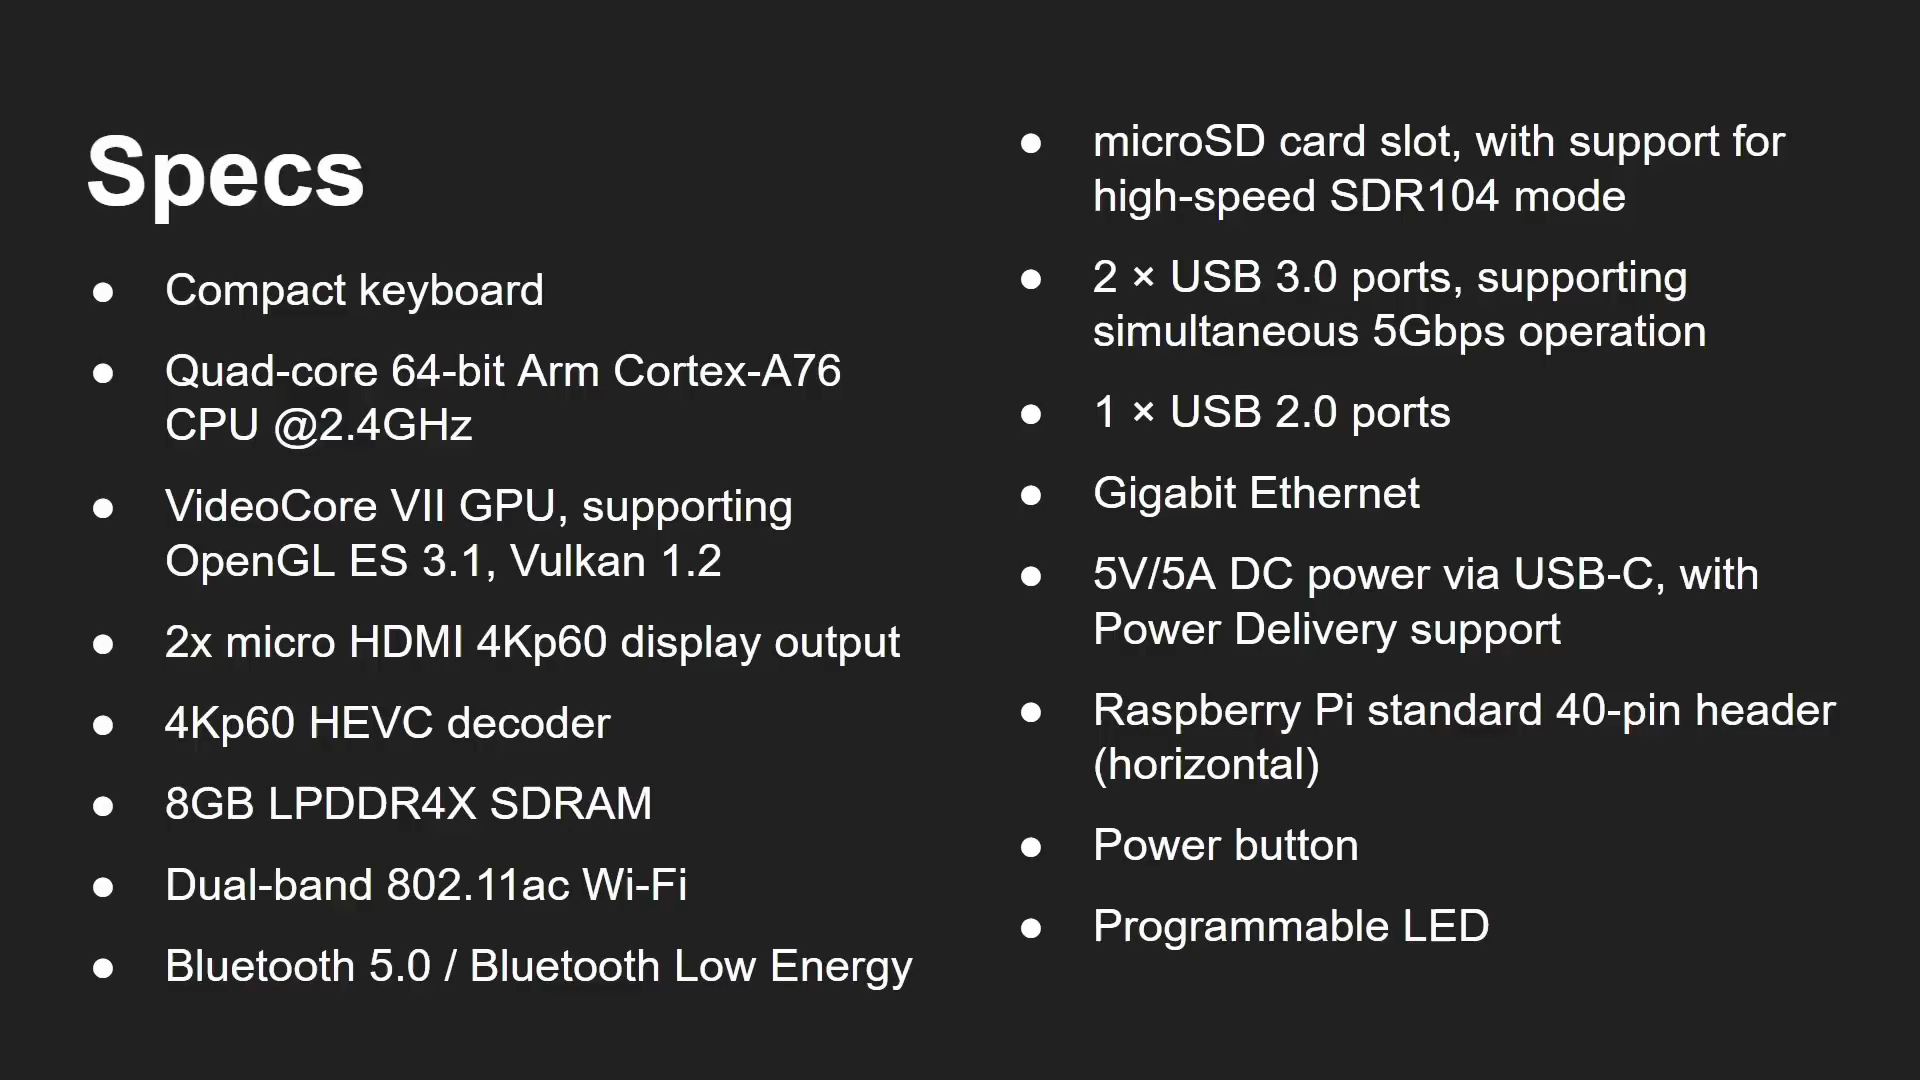 Specs
● Compact keyboard
● Quad-core 64-bit Arm Cortex-A76
CPU @2.4GHz
● VideoCore VII GPU, supporting
OpenGL ES 3.1, Vulkan 1.2
● 2x micro HDMI 4Kp60 display output
● 4Kp60 HEVC decoder
● 8GB LPDDR4X SDRAM
● Dual-band 802.11ac Wi-Fi
● Bluetooth 5.0 / Bluetooth Low Energy
● microSD card slot, with support for
high-speed SDR104 mode
● 2 × USB 3.0 ports, supporting
simultaneous 5Gbps operation
● 1 × USB 2.0 ports
● Gigabit Ethernet
● 5V/5A DC power via USB-C, with
Power Delivery support
● Raspberry Pi standard 40-pin header
(horizontal)
● Power button
● Programmable LED